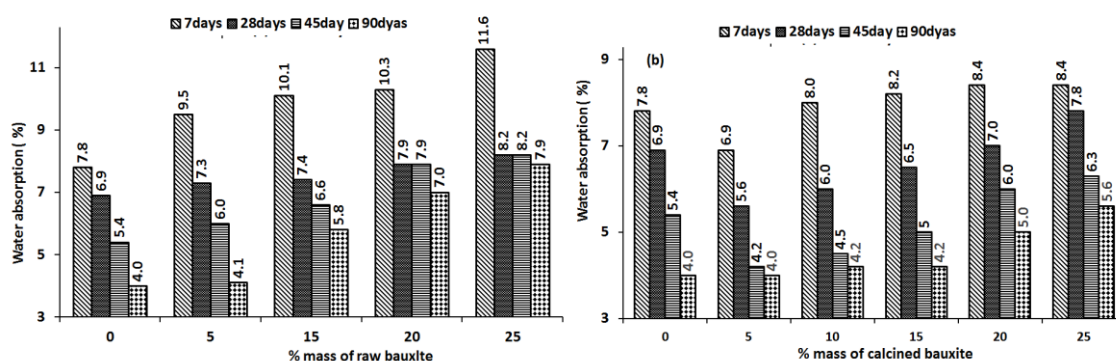 7days 28days 45day 90dyas
Water absorption ( %)
11
9
7
5
3
7.8 6.9 5.4 4.0
9.5 7.3 6.0 4.1
10.1 7.4 6.6 5.8
10.3 7.9 7.9 7.0
11.6 8.2 8.2 7.9
0 5 15 20 25
% mass of raw bauxite
7days 28days 45day 90dyas
(b)
Water absorption ( %)
9
7
5
3
7.8 6.9 5.4 4.0
6.9 5.6 4.2 4.0
8.0 6.0 4.5 4.2
8.2 6.5 5 4.2
8.4 7.0 6.0 5.0
8.4 7.8 6.3 5.6
0 5 10 15 20 25
% mass of calcined bauxite